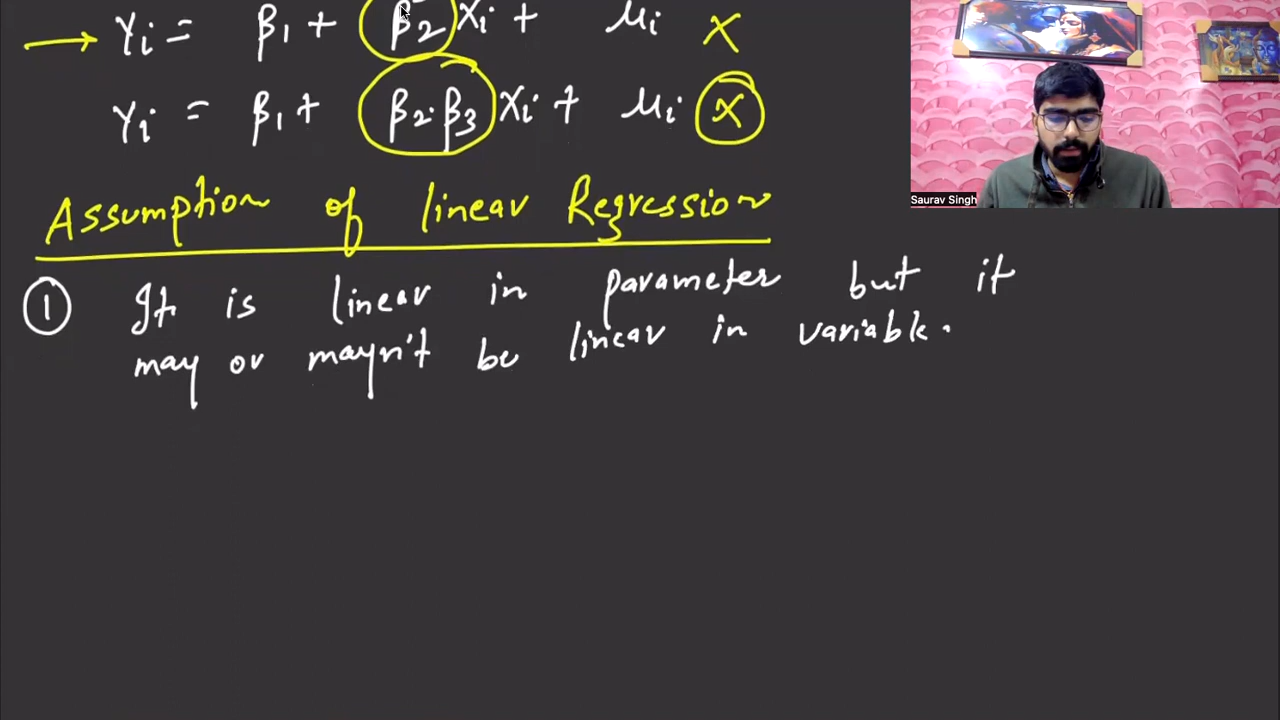 → Yi = β1 + β2 Xi + μi x
Yi = β1 + β2.β3 Xi + μi x
Saurav Singh
Assumption of linear Regression
① It is linear in parameter but it
may or mayn't be linear in variable.